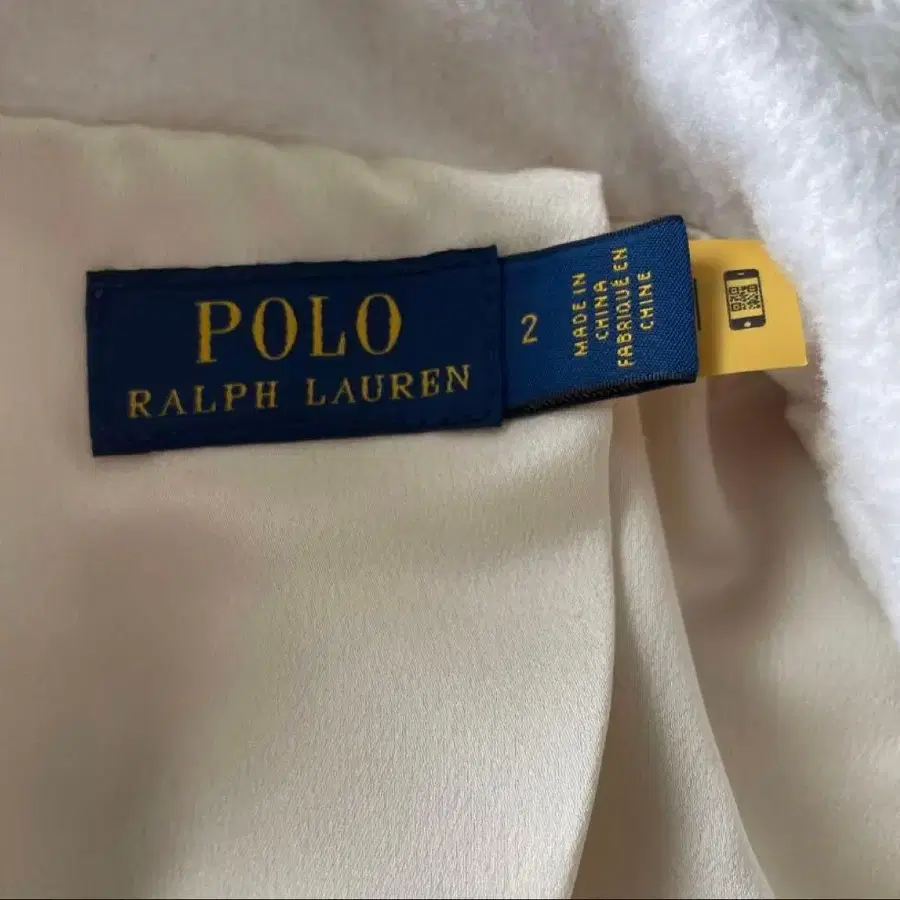 POLO
RALPH LAUREN
2
MADE IN
CHINA
FABRIQUÉ EN
CHINE